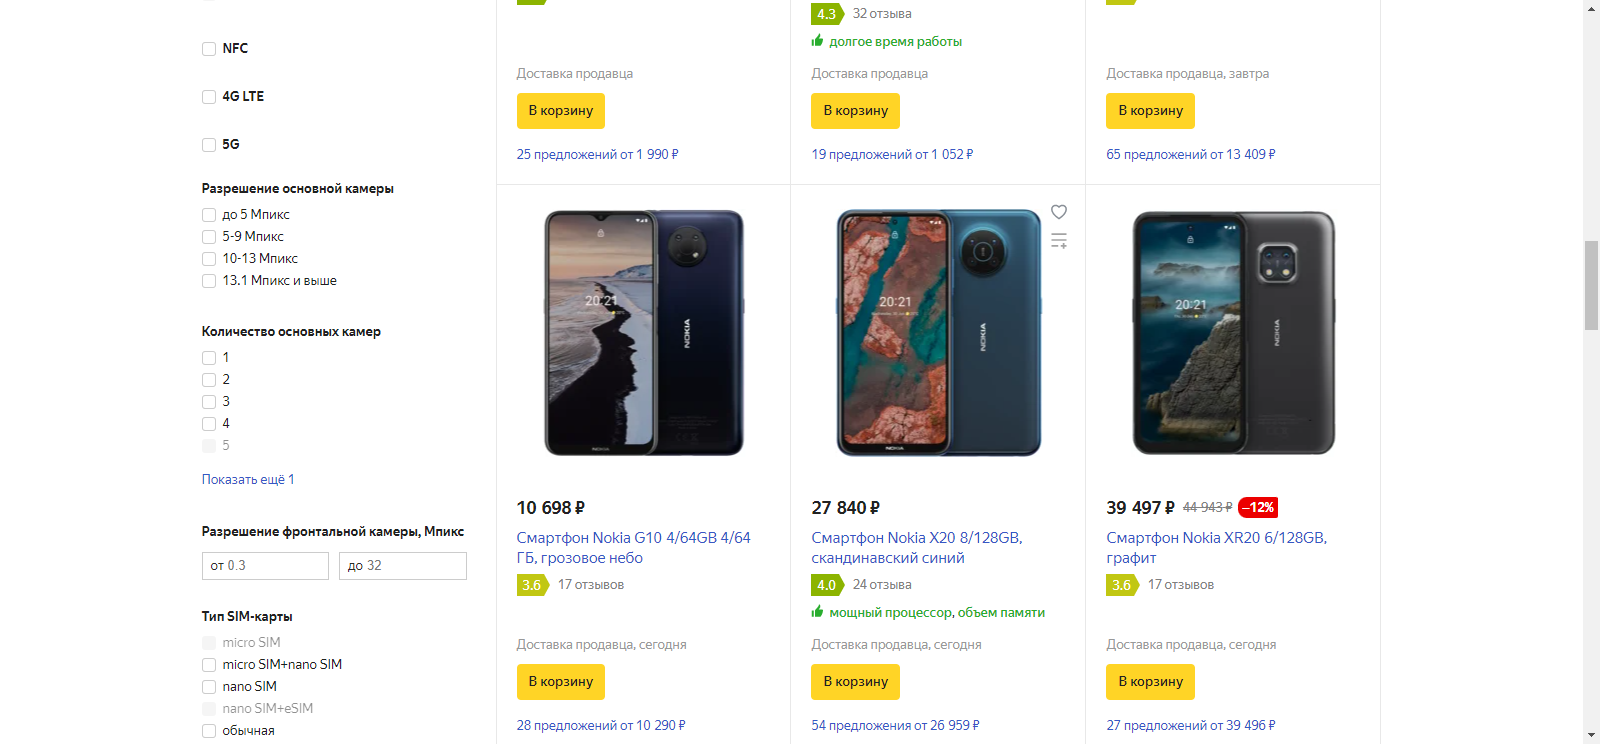 NFC
4G LTE
5G
Разрешение основной камеры
до 5 Мпикс
5-9 Мпикс
10-13 Мпикс
13.1 Мпикс и выше
Количество основных камер
1
2
3
4
5
Показать ещё 1
Разрешение фронтальной камеры, Мпикс
от 0.3
до 32
Тип SIM-карты
micro SIM
micro SIM+nano SIM
nano SIM
nano SIM+eSIM
обычная
Доставка продавца
В корзину
25 предложений от 1 990 ₽
4.3 32 отзыва
долгое время работы
Доставка продавца
В корзину
19 предложений от 1 052 ₽
Доставка продавца, завтра
В корзину
65 предложений от 13 409 ₽
20:21
NOKIA
NOKIA
10 698 ₽
Смартфон Nokia G10 4/64GB 4/64
ГБ, грозовое небо
3.6 17 отзывов
Доставка продавца, сегодня
В корзину
28 предложений от 10 290 ₽
20:21
NOKIA
NOKIA
27 840 ₽
Смартфон Nokia X20 8/128GB,
скандинавский синий
4.0 24 отзыва
мощный процессор, объем памяти
Доставка продавца, сегодня
В корзину
54 предложения от 26 959 ₽
20:21
NOKIA
39 497 ₽ 44 943 ₽ –12%
Смартфон Nokia XR20 6/128GB,
графит
3.6 17 отзывов
Доставка продавца, сегодня
В корзину
27 предложений от 39 496 ₽